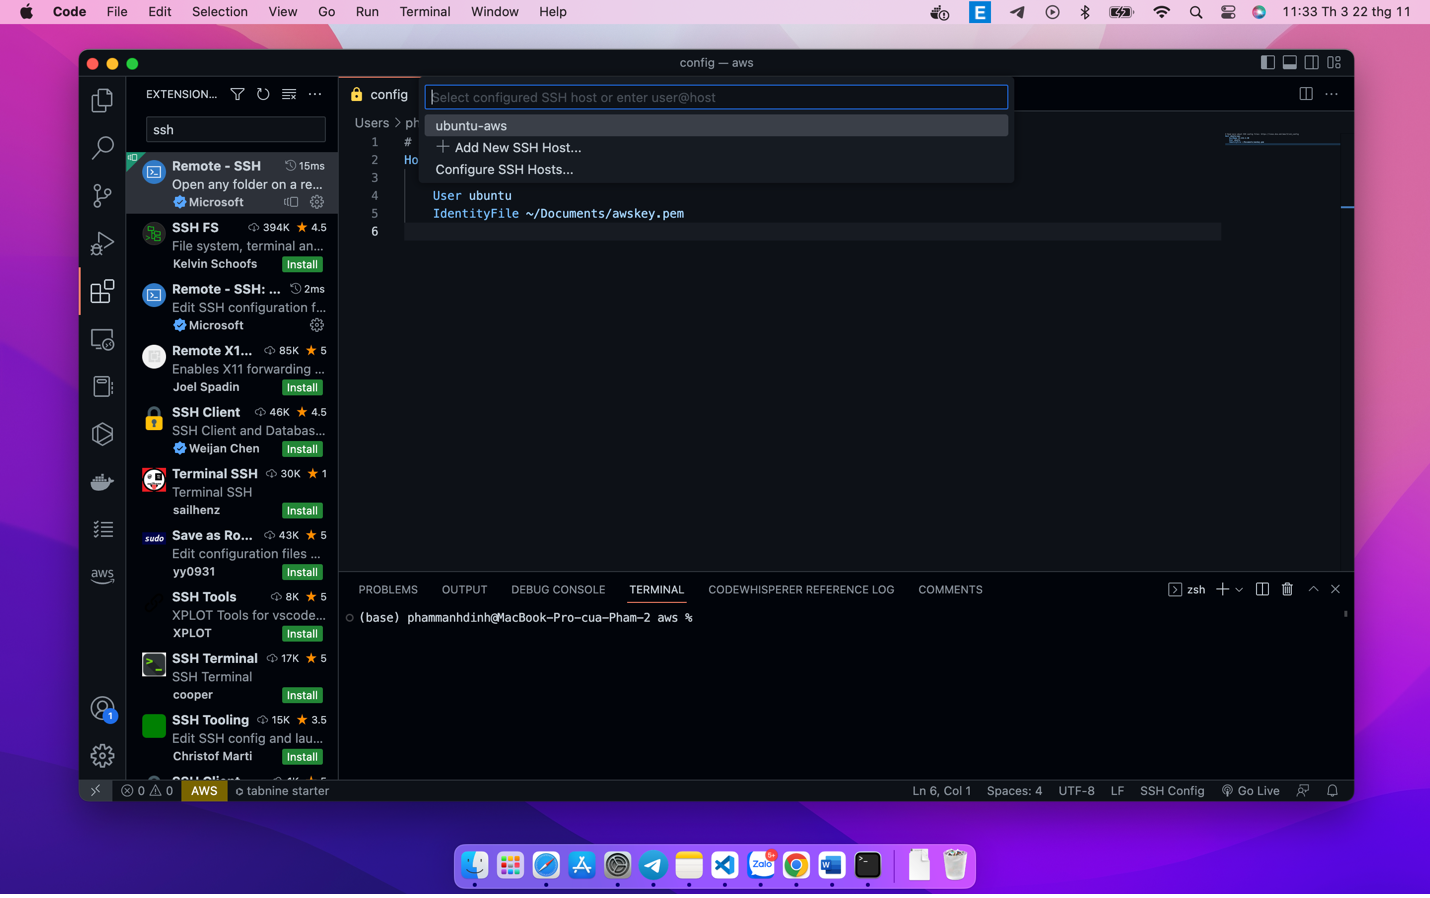 Code File Edit Selection View Go Run Terminal Window Help
E
11:33 Th 3 22 thg 11
config — aws
EXTENSION...
ssh
Remote - SSH 15ms
Open any folder on a re...
Microsoft
SSH FS 394K ★ 4.5
File system, terminal an...
Kelvin Schoofs Install
Remote - SSH: ... 2ms
Edit SSH configuration f...
Microsoft
Remote X1... 85K ★ 5
Enables X11 forwarding ...
Joel Spadin Install
SSH Client 46K ★ 4.5
SSH Client and Databas...
Weijan Chen Install
Terminal SSH 30K ★ 1
Terminal SSH
sailhenz Install
sudo
Save as Ro... 43K ★ 5
Edit configuration files ...
yy0931 Install
SSH Tools 8K ★ 5
XPLOT Tools for vscode...
XPLOT Install
SSH Terminal 17K ★ 5
SSH Terminal
cooper Install
SSH Tooling 15K ★ 3.5
Edit SSH config and lau...
Christof Marti Install
aws
1
config
Select configured SSH host or enter user@host
ubuntu-aws
+ Add New SSH Host...
Configure SSH Hosts...
Users > ph
1 #
2 Ho
3
4 User ubuntu
5 IdentityFile ~/Documents/awskey.pem
6
PROBLEMS OUTPUT DEBUG CONSOLE TERMINAL CODEWHISPERER REFERENCE LOG COMMENTS
zsh
(base) phammanhdinh@MacBook-Pro-cua-Pham-2 aws %
0 0 AWS tabnine starter
Ln 6, Col 1 Spaces: 4 UTF-8 LF SSH Config Go Live
Zalo
5+
W